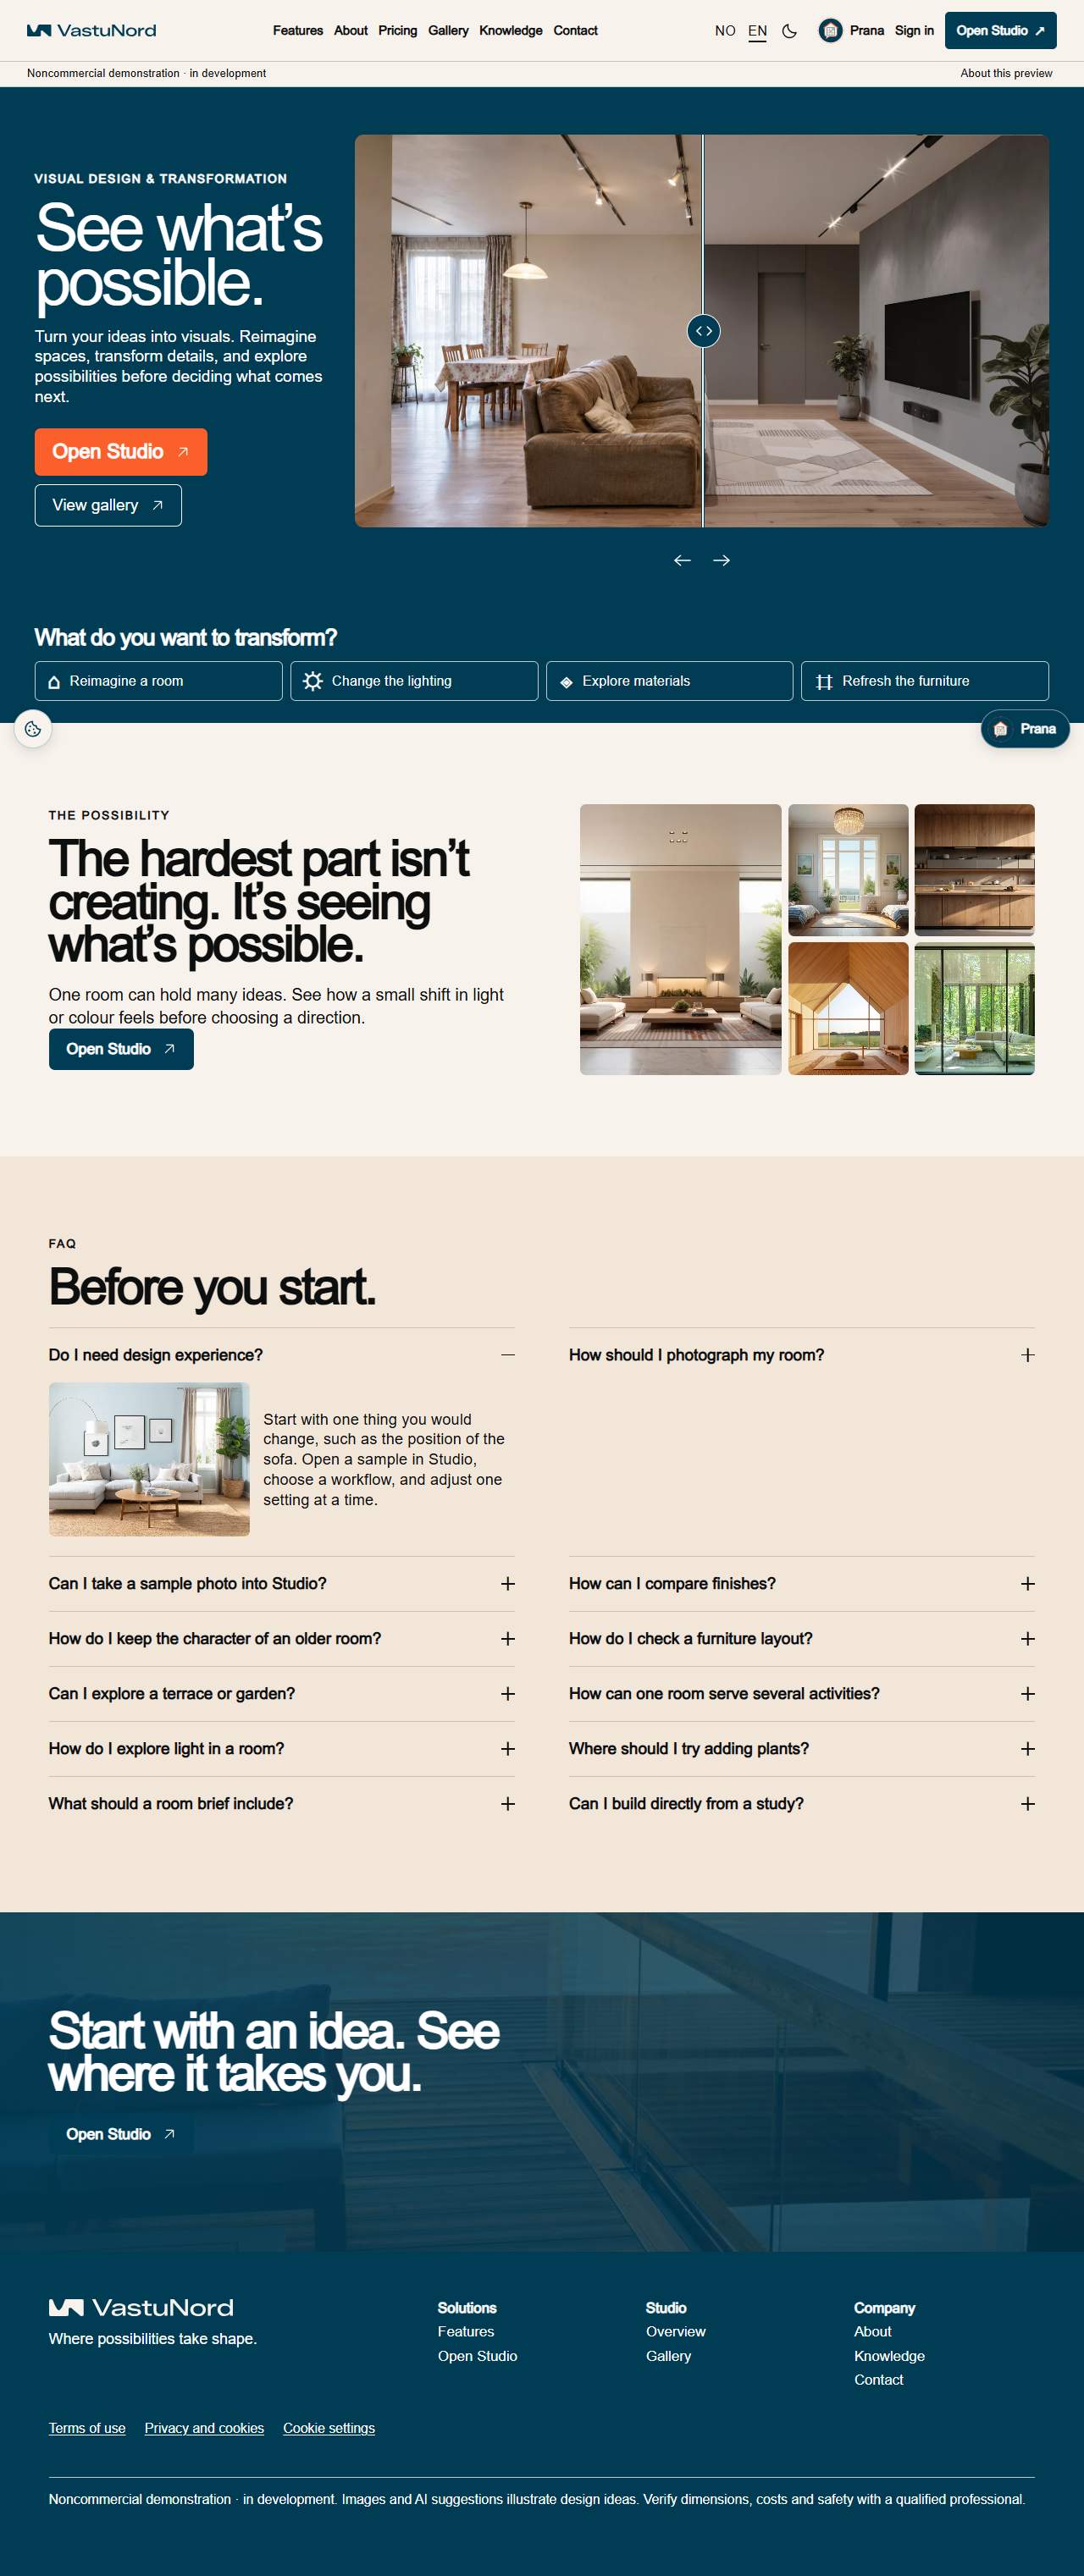 VastuNord
Features About Pricing Gallery Knowledge Contact
NO EN
Prana Sign in
Open Studio ↗
Noncommercial demonstration · in development
About this preview
VISUAL DESIGN & TRANSFORMATION
See what’s
possible.
Turn your ideas into visuals. Reimagine
spaces, transform details, and explore
possibilities before deciding what comes
next.
Open Studio
View gallery
What do you want to transform?
Reimagine a room
Change the lighting
Explore materials
Refresh the furniture
Prana
THE POSSIBILITY
The hardest part isn’t
creating. It’s seeing
what’s possible.
One room can hold many ideas. See how a small shift in light
or colour feels before choosing a direction.
Open Studio
FAQ
Before you start.
Do I need design experience?
How should I photograph my room?
Start with one thing you would
change, such as the position of the
sofa. Open a sample in Studio,
choose a workflow, and adjust one
setting at a time.
Can I take a sample photo into Studio?
How can I compare finishes?
How do I keep the character of an older room?
How do I check a furniture layout?
Can I explore a terrace or garden?
How can one room serve several activities?
How do I explore light in a room?
Where should I try adding plants?
What should a room brief include?
Can I build directly from a study?
Start with an idea. See
where it takes you.
Open Studio
VastuNord
Where possibilities take shape.
Solutions
Features
Open Studio
Studio
Overview
Gallery
Company
About
Knowledge
Contact
Terms of use Privacy and cookies Cookie settings
Noncommercial demonstration · in development. Images and AI suggestions illustrate design ideas. Verify dimensions, costs and safety with a qualified professional.